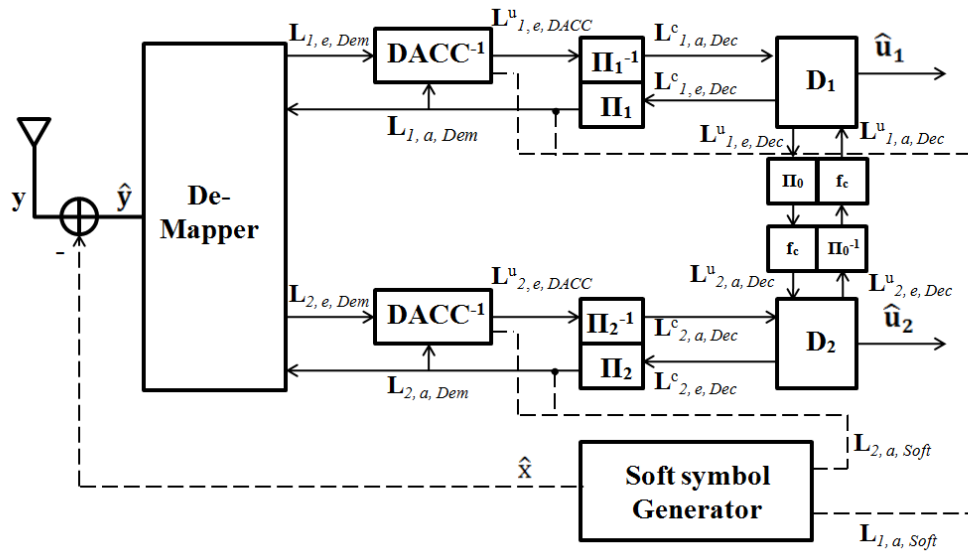 L1, e, Dem
DACC-1
Lu1, e, DACC
Π1-1
Π1
Lc1, a, Dec
Lc1, e, Dec
D1
û1
L1, a, Dem
Lu1, e, Dec
Lu1, a, Dec
y
ŷ
-
De-
Mapper
Π0
fc
fc
Π0-1
Lu2, a, Dec
Lu2, e, Dec
L2, e, Dem
DACC-1
Lu2, e, DACC
Π2-1
Π2
Lc2, a, Dec
Lc2, e, Dec
D2
û2
L2, a, Dem
x̂
Soft symbol
Generator
L2, a, Soft
L1, a, Soft